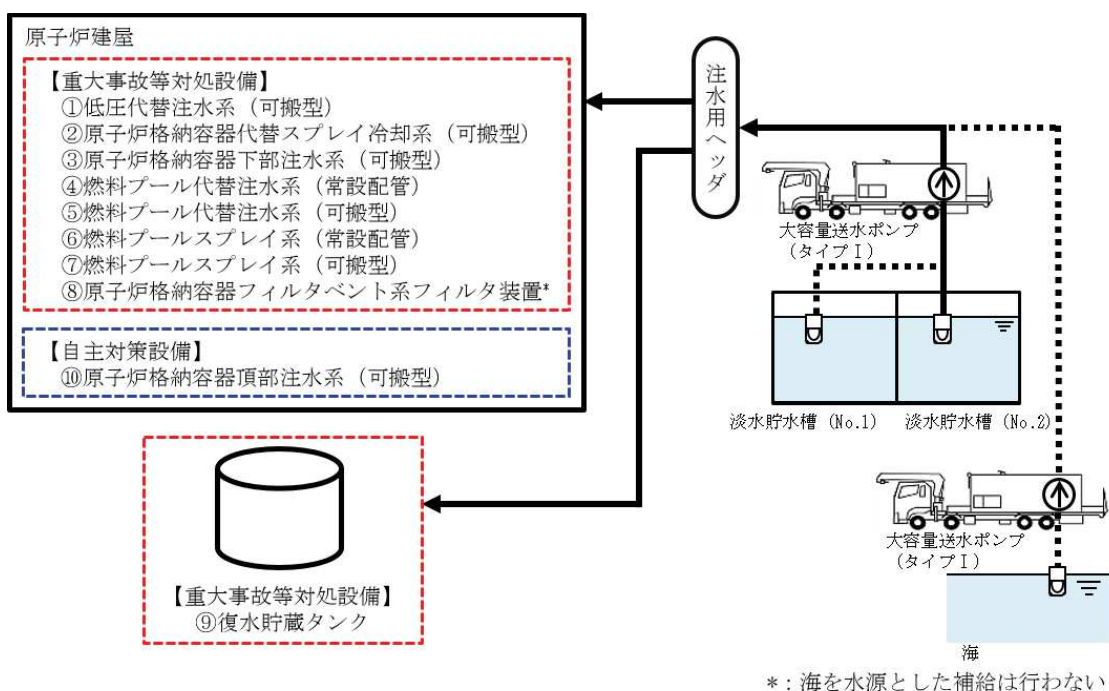 原子炉建屋
【重大事故等対処設備】
①低圧代替注水系（可搬型）
②原子炉格納容器代替スプレイ冷却系（可搬型）
③原子炉格納容器下部注水系（可搬型）
④燃料プール代替注水系（常設配管）
⑤燃料プール代替注水系（可搬型）
⑥燃料プールスプレイ系（常設配管）
⑦燃料プールスプレイ系（可搬型）
⑧原子炉格納容器フィルタベント系フィルタ装置*
【自主対策設備】
⑩原子炉格納容器頂部注水系（可搬型）
注水用ヘッダ
大容量送水ポンプ
（タイプⅠ）
淡水貯水槽（No.1）
淡水貯水槽（No.2）
大容量送水ポンプ
（タイプⅠ）
海
【重大事故等対処設備】
⑨復水貯蔵タンク
*：海を水源とした補給は行わない